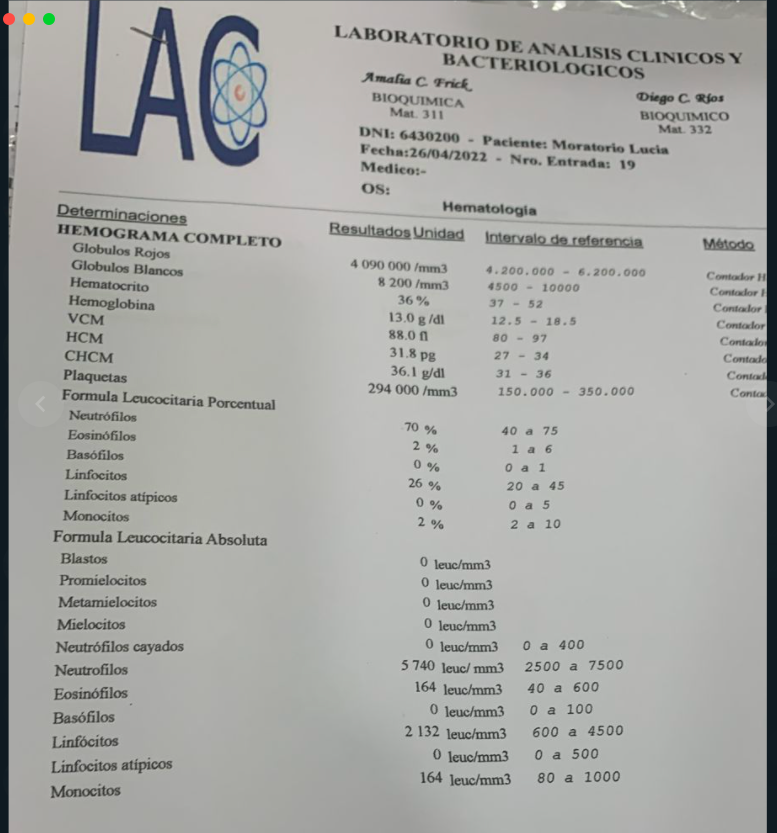 LAC
LABORATORIO DE ANALISIS CLINICOS Y
BACTERIOLOGICOS
Amalia C. Frick
BIOQUIMICA
Mat. 311
Diego C. Ríos
BIOQUIMICO
Mat. 332
DNI: 6430200 - Paciente: Moratorio Lucia
Fecha:26/04/2022 - Nro. Entrada: 19
Medico:-
OS:
Hematologia
Determinaciones Resultados Unidad Intervalo de referencia Método
HEMOGRAMA COMPLETO
Globulos Rojos 4 090 000 /mm3 4.200.000 - 6.200.000 Contador H
Globulos Blancos 8 200 /mm3 4500 - 10000 Contador
Hematocrito 36 % 37 - 52 Contador
Hemoglobina 13.0 g/dl 12.5 - 18.5 Contador
VCM 88.0 fl 80 - 97 Contador
HCM 31.8 pg 27 - 34 Contado
CHCM 36.1 g/dl 31 - 36 Contad
Plaquetas 294 000 /mm3 150.000 - 350.000 Conta
Formula Leucocitaria Porcentual
Neutrófilos 70 % 40 a 75
Eosinófilos 2 % 1 a 6
Basófilos 0 % 0 a 1
Linfocitos 26 % 20 a 45
Linfocitos atípicos 0 % 0 a 5
Monocitos 2 % 2 a 10
Formula Leucocitaria Absoluta
Blastos 0 leuc/mm3
Promielocitos 0 leuc/mm3
Metamielocitos 0 leuc/mm3
Mielocitos 0 leuc/mm3
Neutrófilos cayados 0 leuc/mm3 0 a 400
Neutrofilos 5 740 leuc/ mm3 2500 a 7500
Eosinófilos 164 leuc/mm3 40 a 600
Basófilos 0 leuc/mm3 0 a 100
Linfócitos 2 132 leuc/mm3 600 a 4500
Linfocitos atípicos 0 leuc/mm3 0 a 500
Monocitos 164 leuc/mm3 80 a 1000